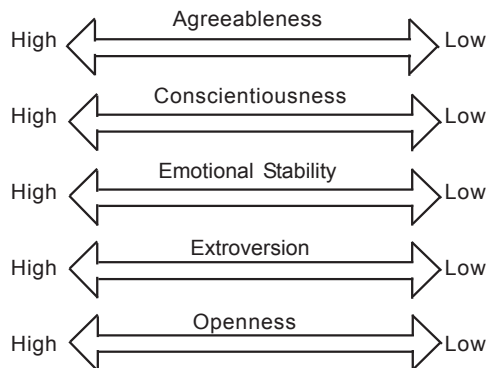 Agreeableness
High Low
Conscientiousness
High Low
Emotional Stability
High Low
Extroversion
High Low
Openness
High Low